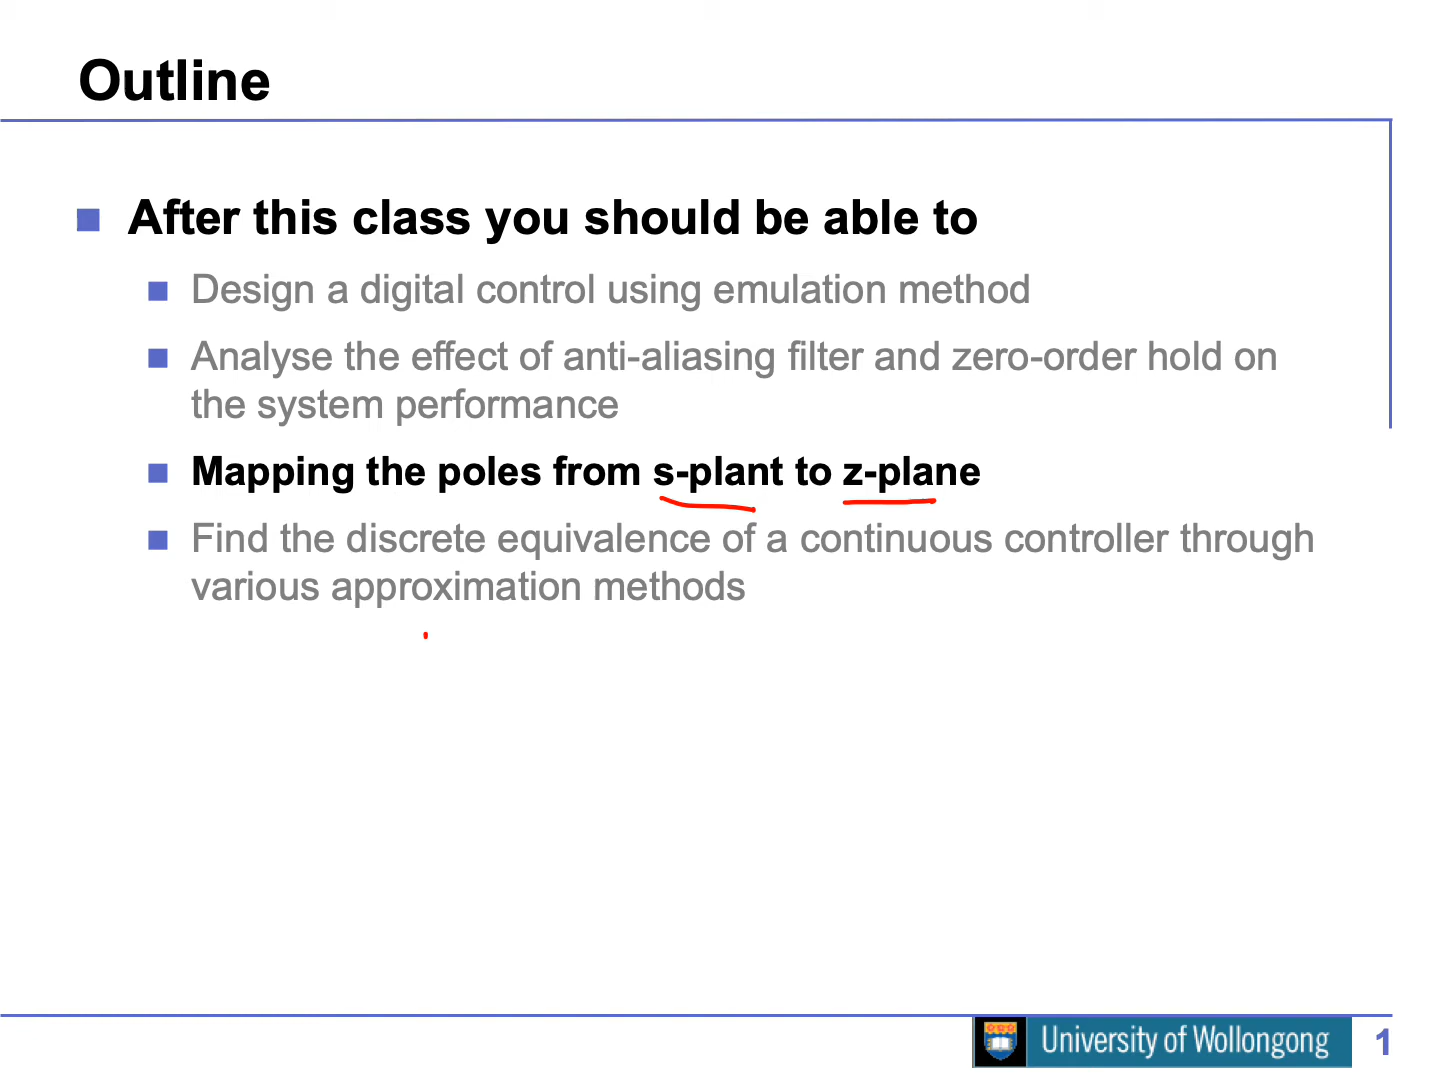 Outline
After this class you should be able to
Design a digital control using emulation method
Analyse the effect of anti-aliasing filter and zero-order hold on
the system performance
Mapping the poles from s-plant to z-plane
Find the discrete equivalence of a continuous controller through
various approximation methods
University of Wollongong
1